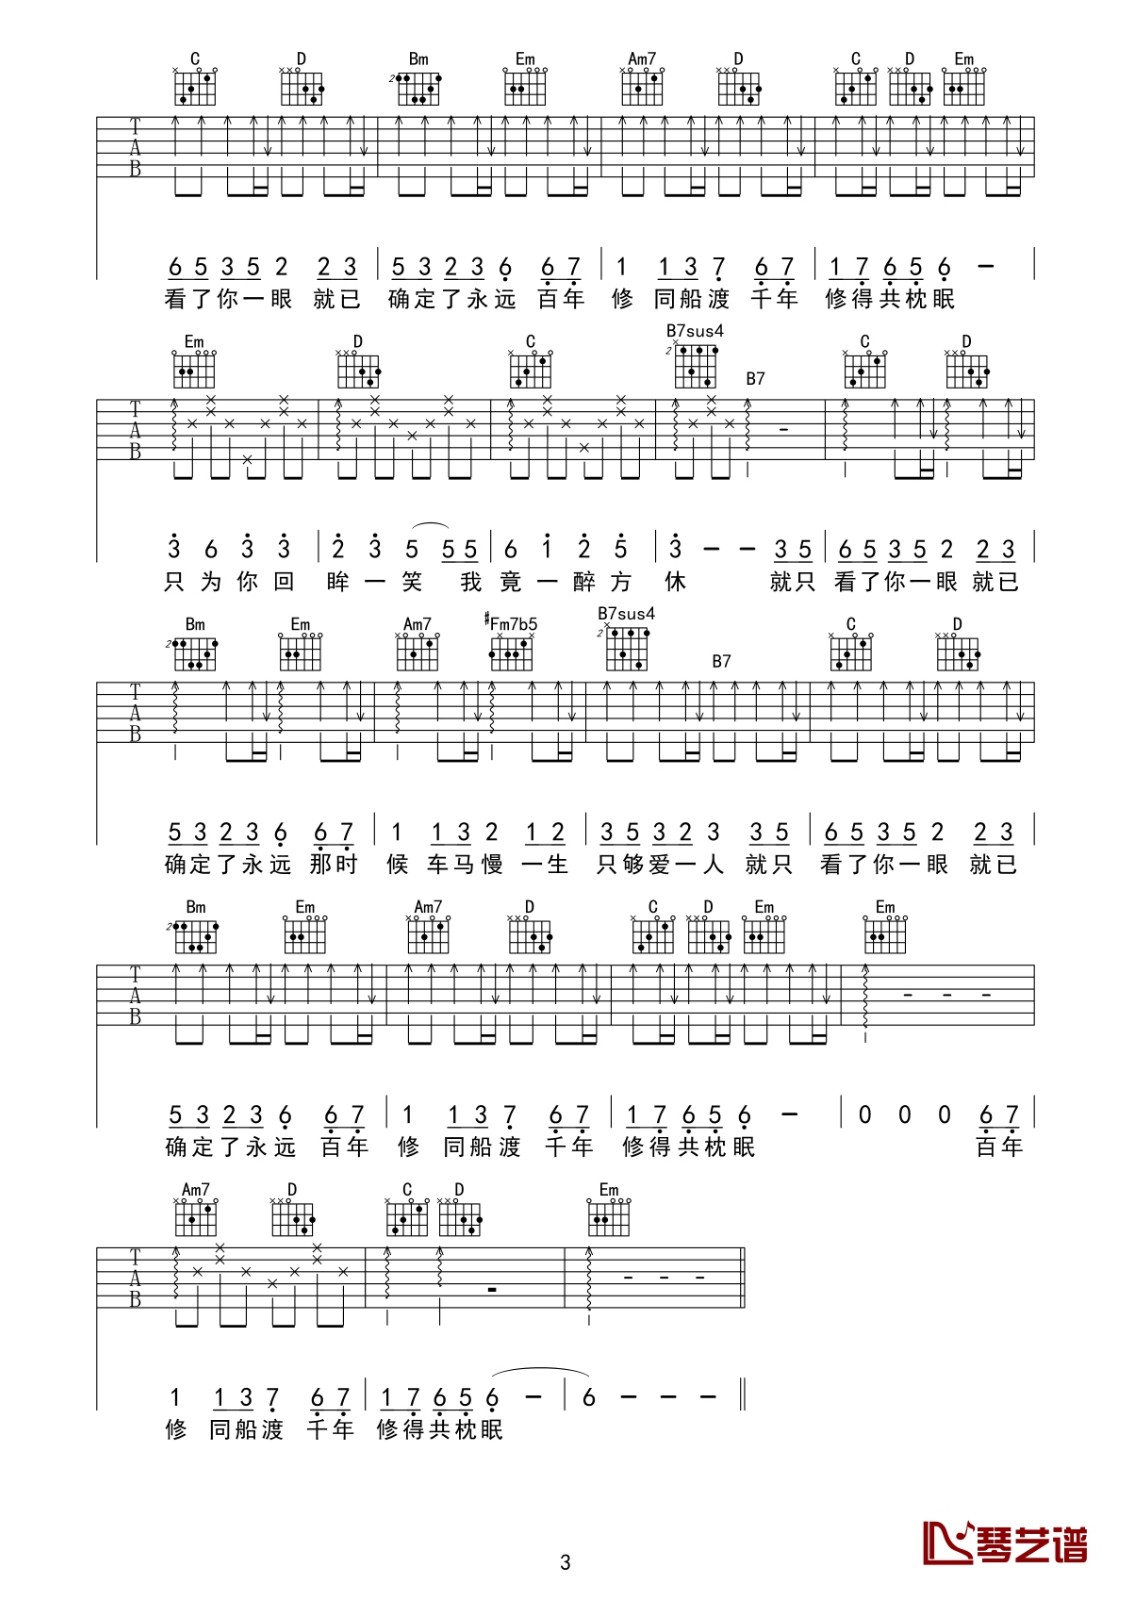 C D Bm Em Am7 D C D Em
2
T
A
B
6 5 3 5 2 2 3 5 3 2 3 6 6 7 1 1 3 7 6 7 1 7 6 5 6 —
看了你一眼 就已 确定了永远 百年 修 同船渡 千年 修得共枕眠
Em D C B7sus4 B7 C D
2
T
A
B
3 6 3 3 2 3 5 5 5 6 1 2 5 3 — — 3 5 6 5 3 5 2 2 3
只为你回 眸一笑 我 竟一醉方 休 就只 看了你一眼 就已
Bm Em Am7 #Fm7b5 B7sus4 B7 C D
2 2
T
A
B
5 3 2 3 6 6 7 1 1 3 2 1 2 3 5 3 2 3 3 5 6 5 3 5 2 2 3
确定了永远 那时 候 车马慢 一生 只够爱一人 就只 看了你一眼 就已
Bm Em Am7 D C D Em Em
2
T
A
B
5 3 2 3 6 6 7 1 1 3 7 6 7 1 7 6 5 6 — 0 0 0 6 7
确定了永远 百年 修 同船渡 千年 修得共枕眠 百年
Am7 D C D Em
T
A
B
1 1 3 7 6 7 1 7 6 5 6 — 6 — — —
修 同船渡 千年 修得共枕眠
3
琴艺谱